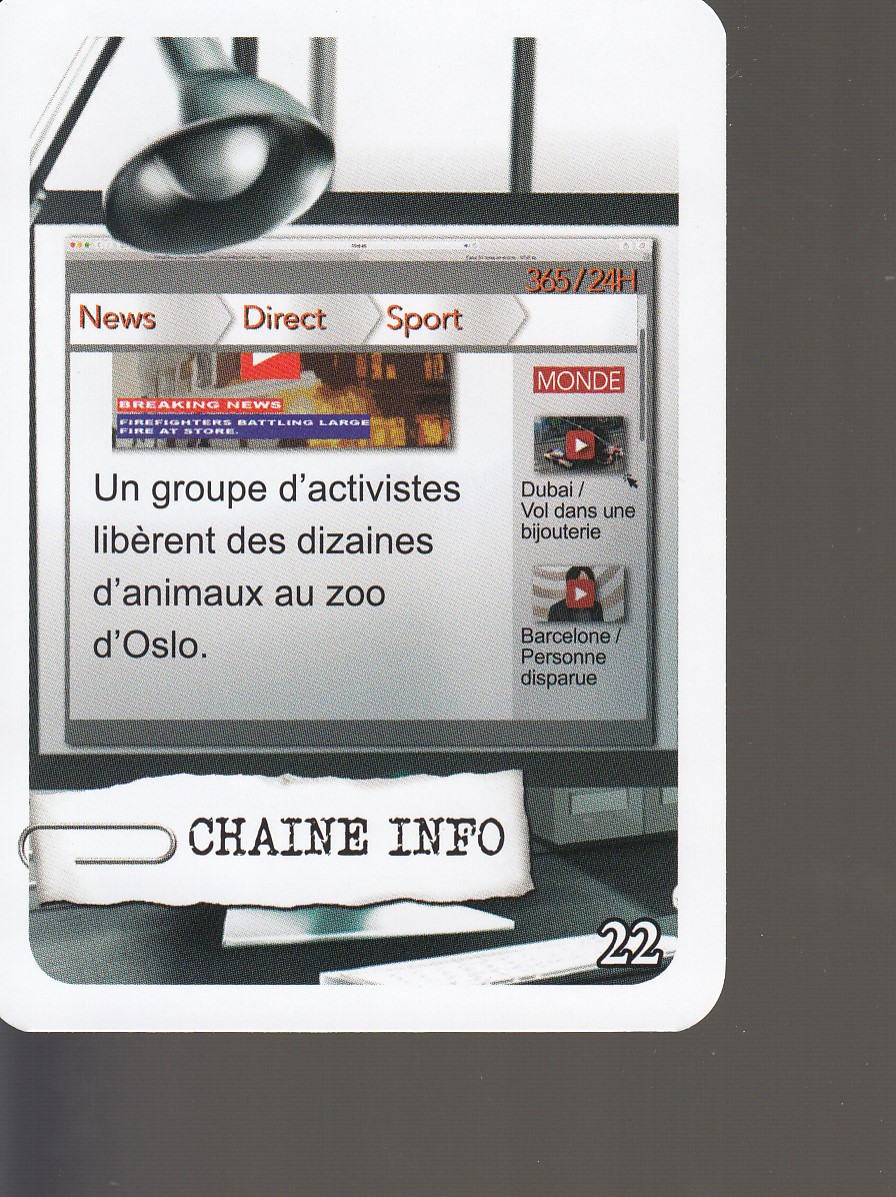 365 / 24H
News
Direct
Sport
BREAKING NEWS
FIREFIGHTERS BATTLING LARGE
FIRE AT STORE.
Un groupe d’activistes
libèrent des dizaines
d’animaux au zoo
d’Oslo.
MONDE
Dubai /
Vol dans une
bijouterie
Barcelone /
Personne
disparue
CHAINE INFO
22